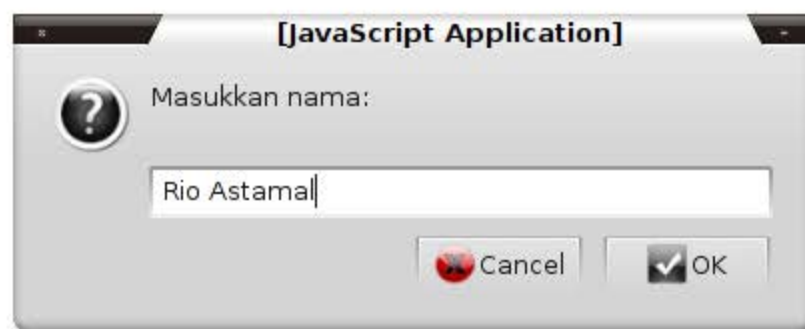 [JavaScript Application]
Masukkan nama:
Rio Astamal
Cancel
OK